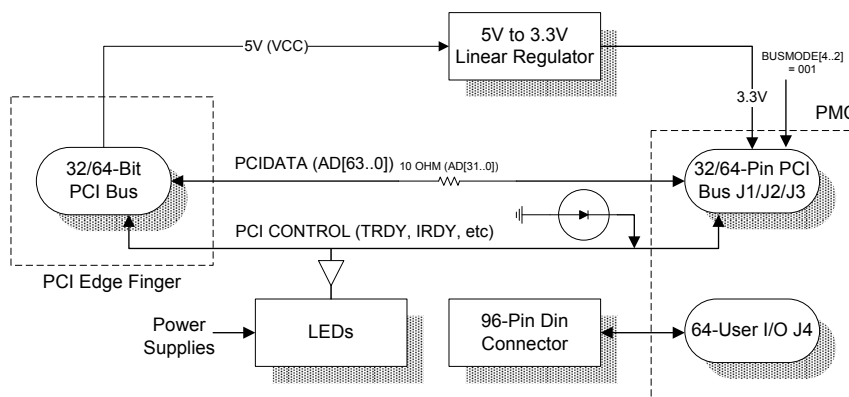 5V (VCC)
5V to 3.3V
Linear Regulator
BUSMODE[4..2]
= 001
3.3V
PMC
32/64-Bit
PCI Bus
PCIDATA (AD[63..0])
10 OHM (AD[31..0])
32/64-Pin PCI
Bus J1/J2/J3
PCI CONTROL (TRDY, IRDY, etc)
PCI Edge Finger
Power
Supplies
LEDs
96-Pin Din
Connector
64-User I/O J4